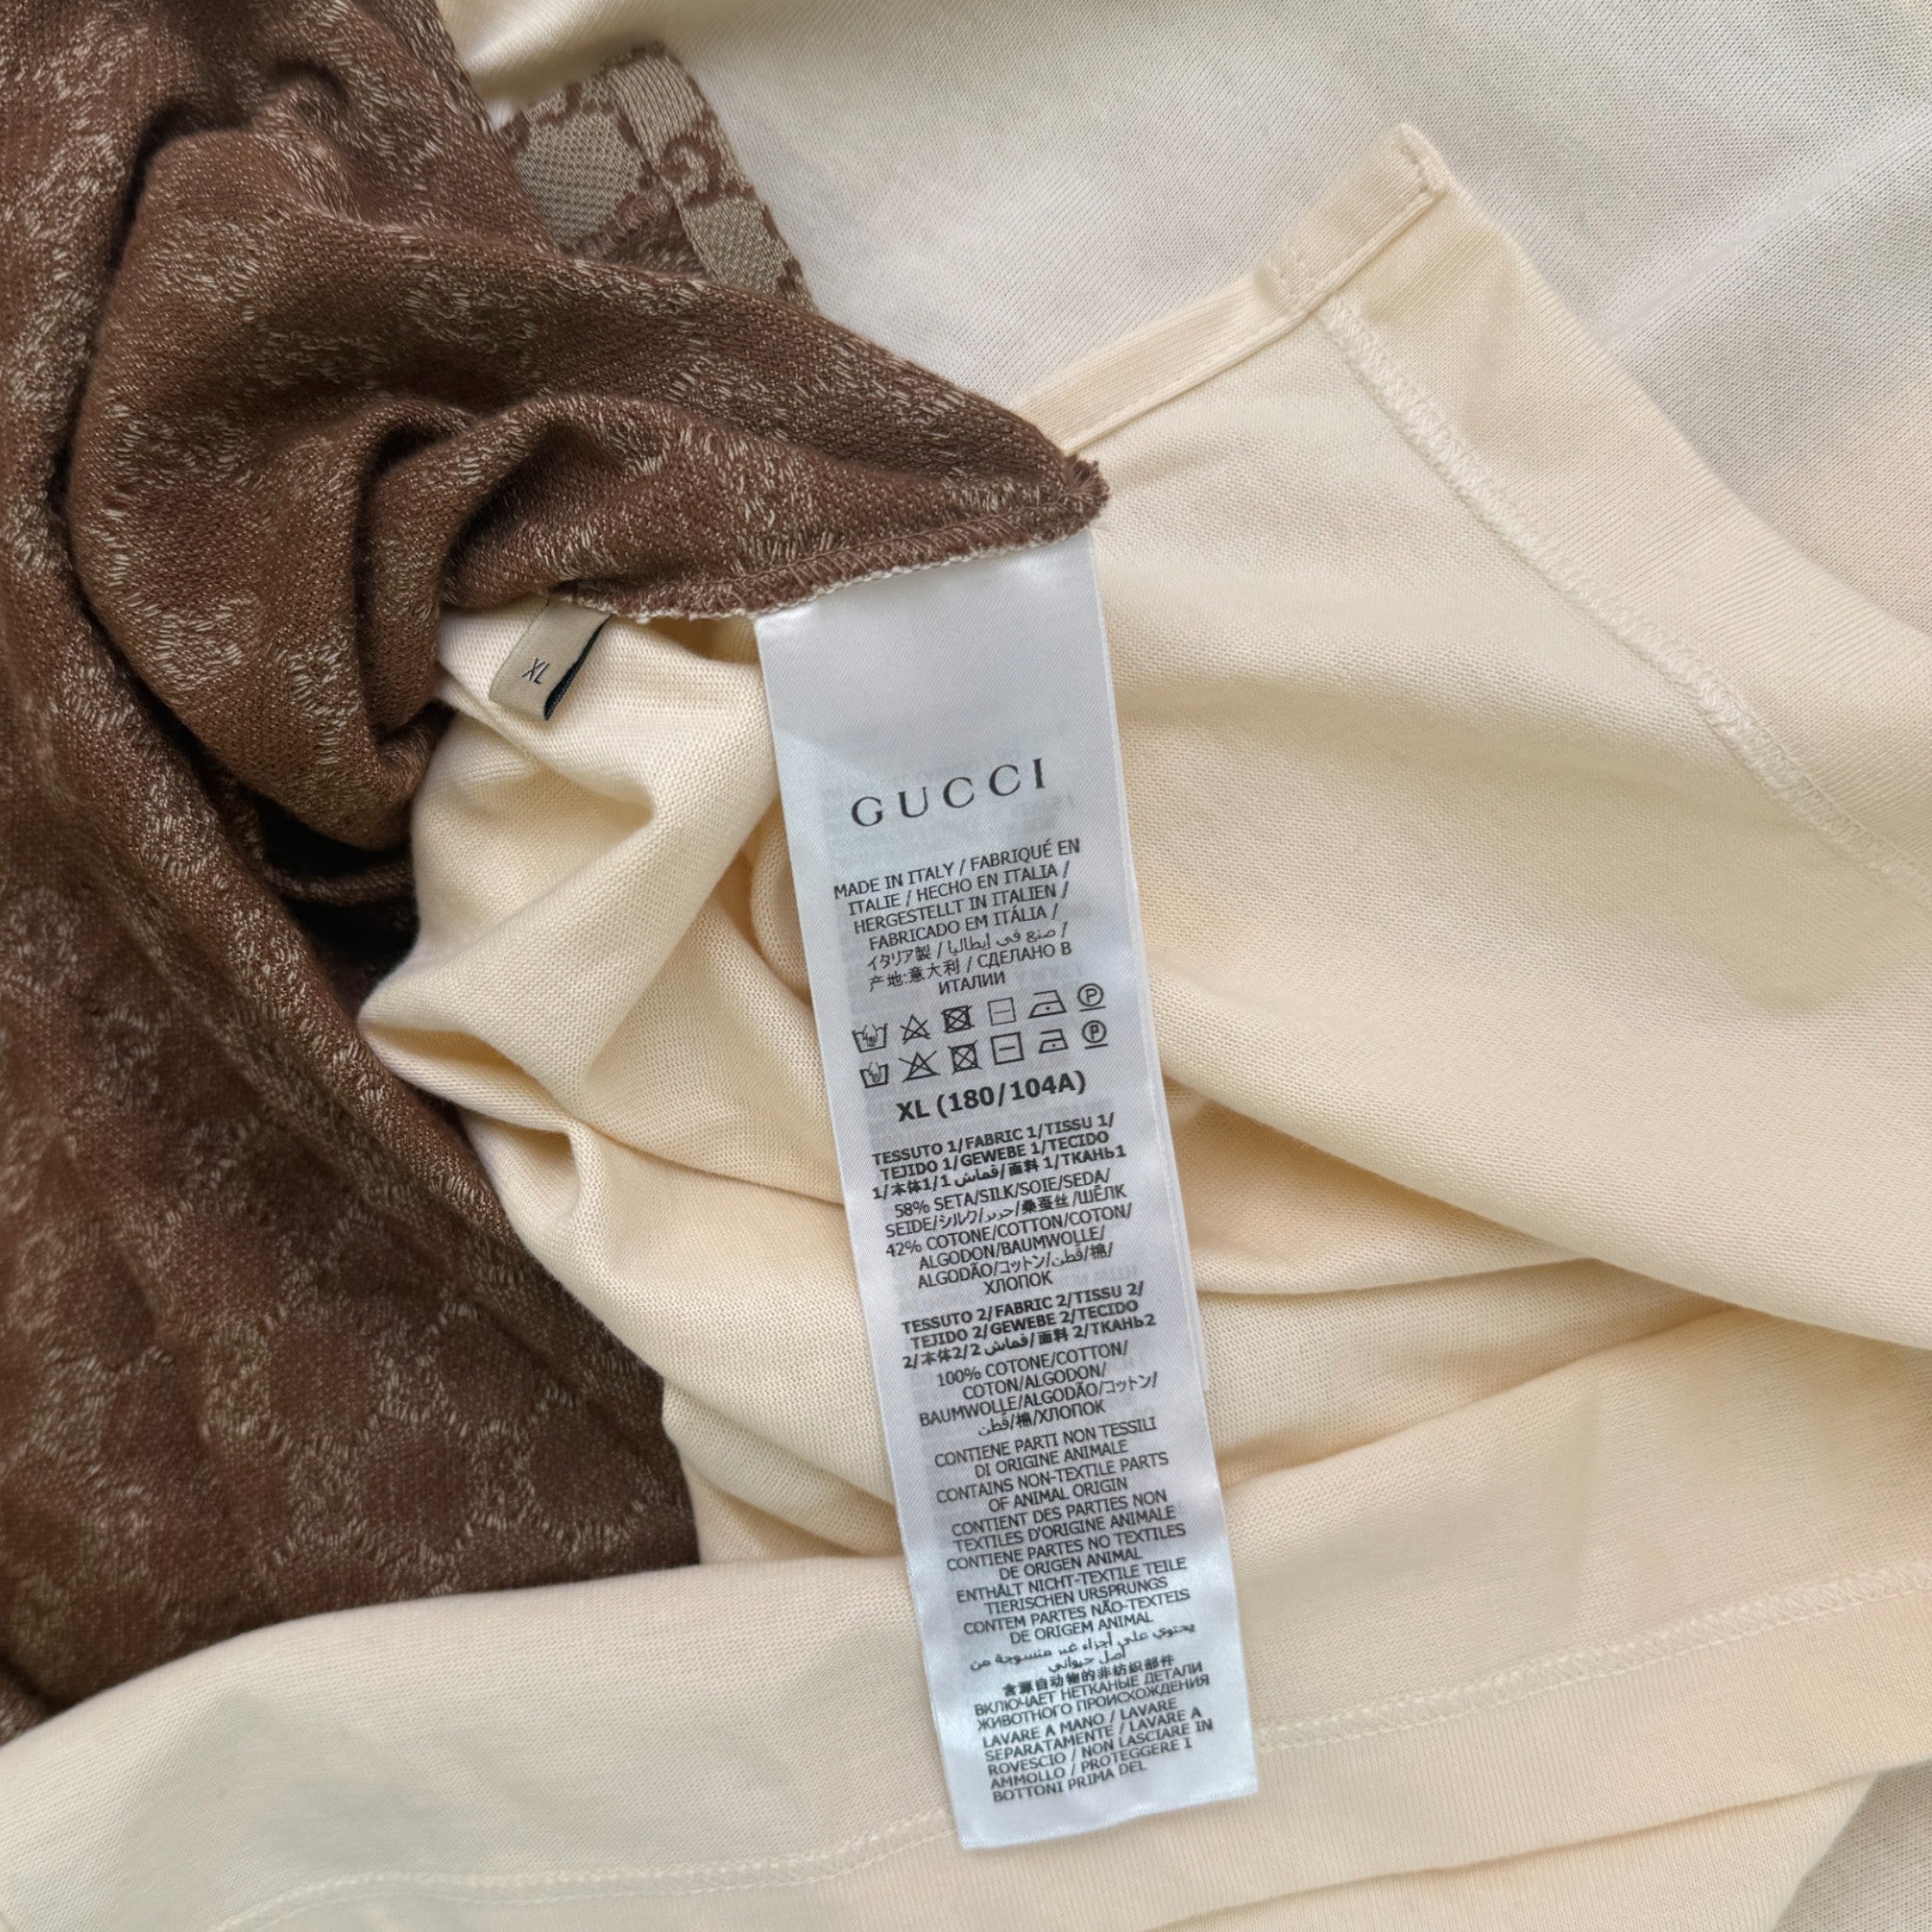 XL
GUCCI
MADE IN ITALY / FABRIQUÉ EN
ITALIE / HECHO EN ITALIA /
HERGESTELLT IN ITALIEN /
FABRICADO EM ITÁLIA /
イタリア製 / صنع في إيطاليا /
产地:意大利 / СДЕЛАНО В
ИТАЛИИ
XL (180/104A)
TESSUTO 1/FABRIC 1/TISSU 1/
TEJIDO 1/GEWEBE 1/TECIDO
1/本体1/1 قماش/面料 1/ТКАНЬ1
58% SETA/SILK/SOIE/SEDA/
SEIDE/シルク/حرير/桑蚕丝/ШЁЛК
42% COTONE/COTTON/COTON/
ALGODON/BAUMWOLLE/
ALGODÃO/コットン/قطن/棉/
ХЛОПОК
TESSUTO 2/FABRIC 2/TISSU 2/
TEJIDO 2/GEWEBE 2/TECIDO
2/本体2/2 قماش/面料 2/ТКАНЬ2
100% COTONE/COTTON/
COTON/ALGODON/
BAUMWOLLE/ALGODÃO/コットン/
قطن/棉/ХЛОПОК
CONTIENE PARTI NON TESSILI
DI ORIGINE ANIMALE
CONTAINS NON-TEXTILE PARTS
OF ANIMAL ORIGIN
CONTIENT DES PARTIES NON
TEXTILES D'ORIGINE ANIMALE
CONTIENE PARTES NO TEXTILES
DE ORIGEN ANIMAL
ENTHÄLT NICHT-TEXTILE TEILE
TIERISCHEN URSPRUNGS
CONTEM PARTES NÃO-TEXTEIS
DE ORIGEM ANIMAL
يحتوي على أجزاء غير منسوجة من
أصل حيواني
含源自动物的非纺织部件
ВКЛЮЧАЕТ НЕТКАНЫЕ ДЕТАЛИ
ЖИВОТНОГО ПРОИСХОЖДЕНИЯ
LAVARE A MANO / LAVARE
SEPARATAMENTE / LAVARE A
ROVESCIO / NON LASCIARE IN
AMMOLLO / PROTEGGERE I
BOTTONI PRIMA DEL